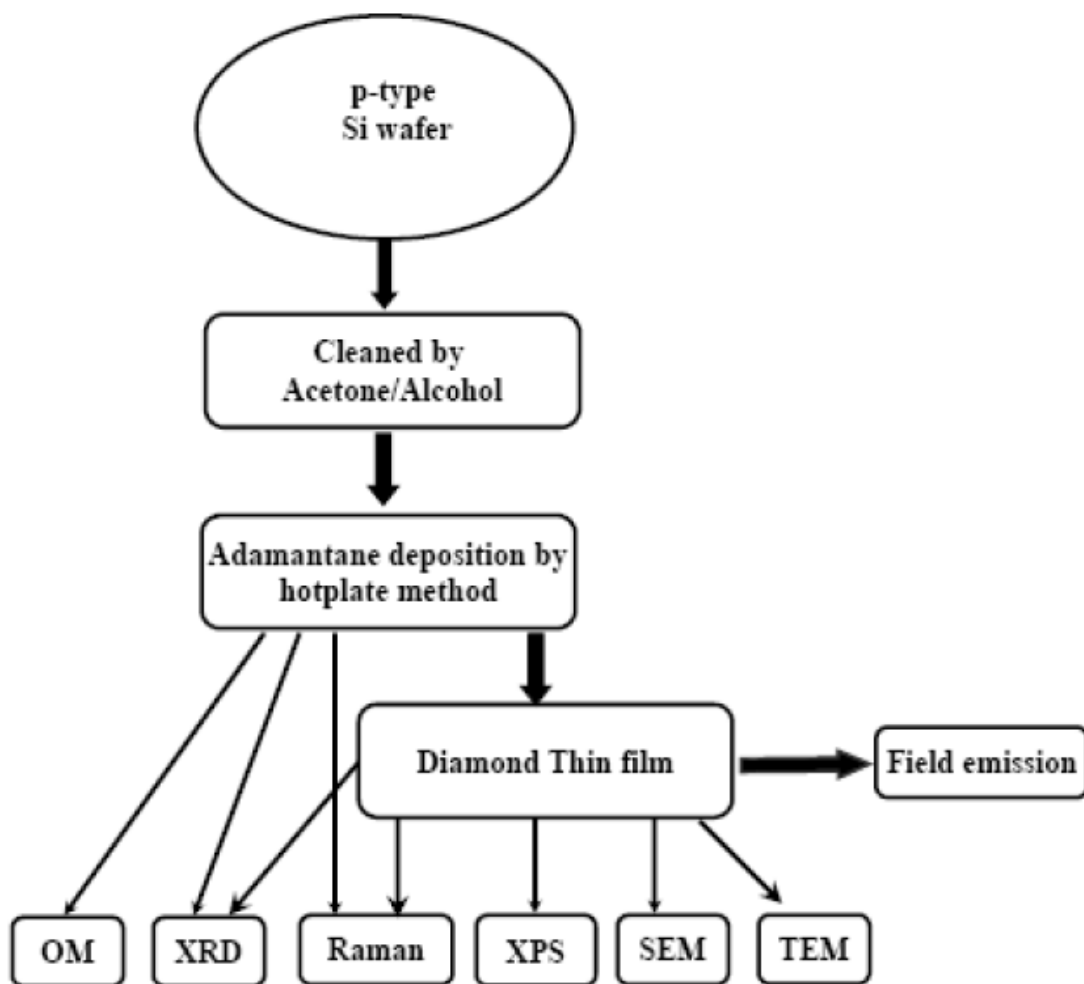 p-type
Si wafer
Cleaned by
Acetone/Alcohol
Adamantane deposition by
hotplate method
Diamond Thin film
Field emission
OM
XRD
Raman
XPS
SEM
TEM